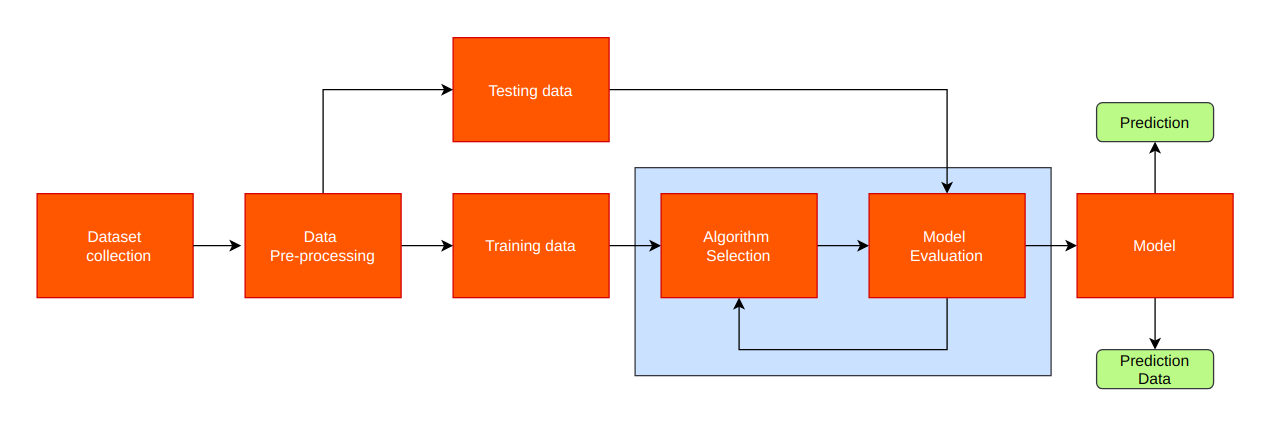 Testing data
Prediction
Dataset
collection
Data
Pre-processing
Training data
Algorithm
Selection
Model
Evaluation
Model
Prediction
Data